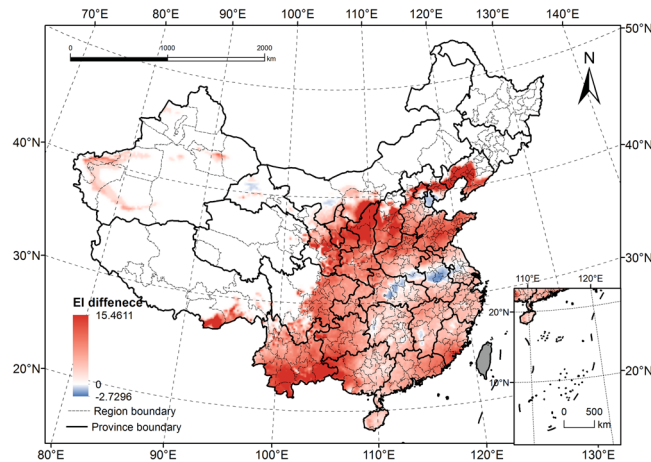 70°E 80°E 90°E 100°E 110°E 120°E 130°E 140°E
50°N
0 1000 2000
km
N
40°N 40°N
30°N 30°N
EI diffenece
15.4611
0
-2.7296
110°E 120°E
20°N
20°N 20°N
10°N
Region boundary
Province boundary
0 500
km
80°E 90°E 100°E 110°E 120°E 130°E